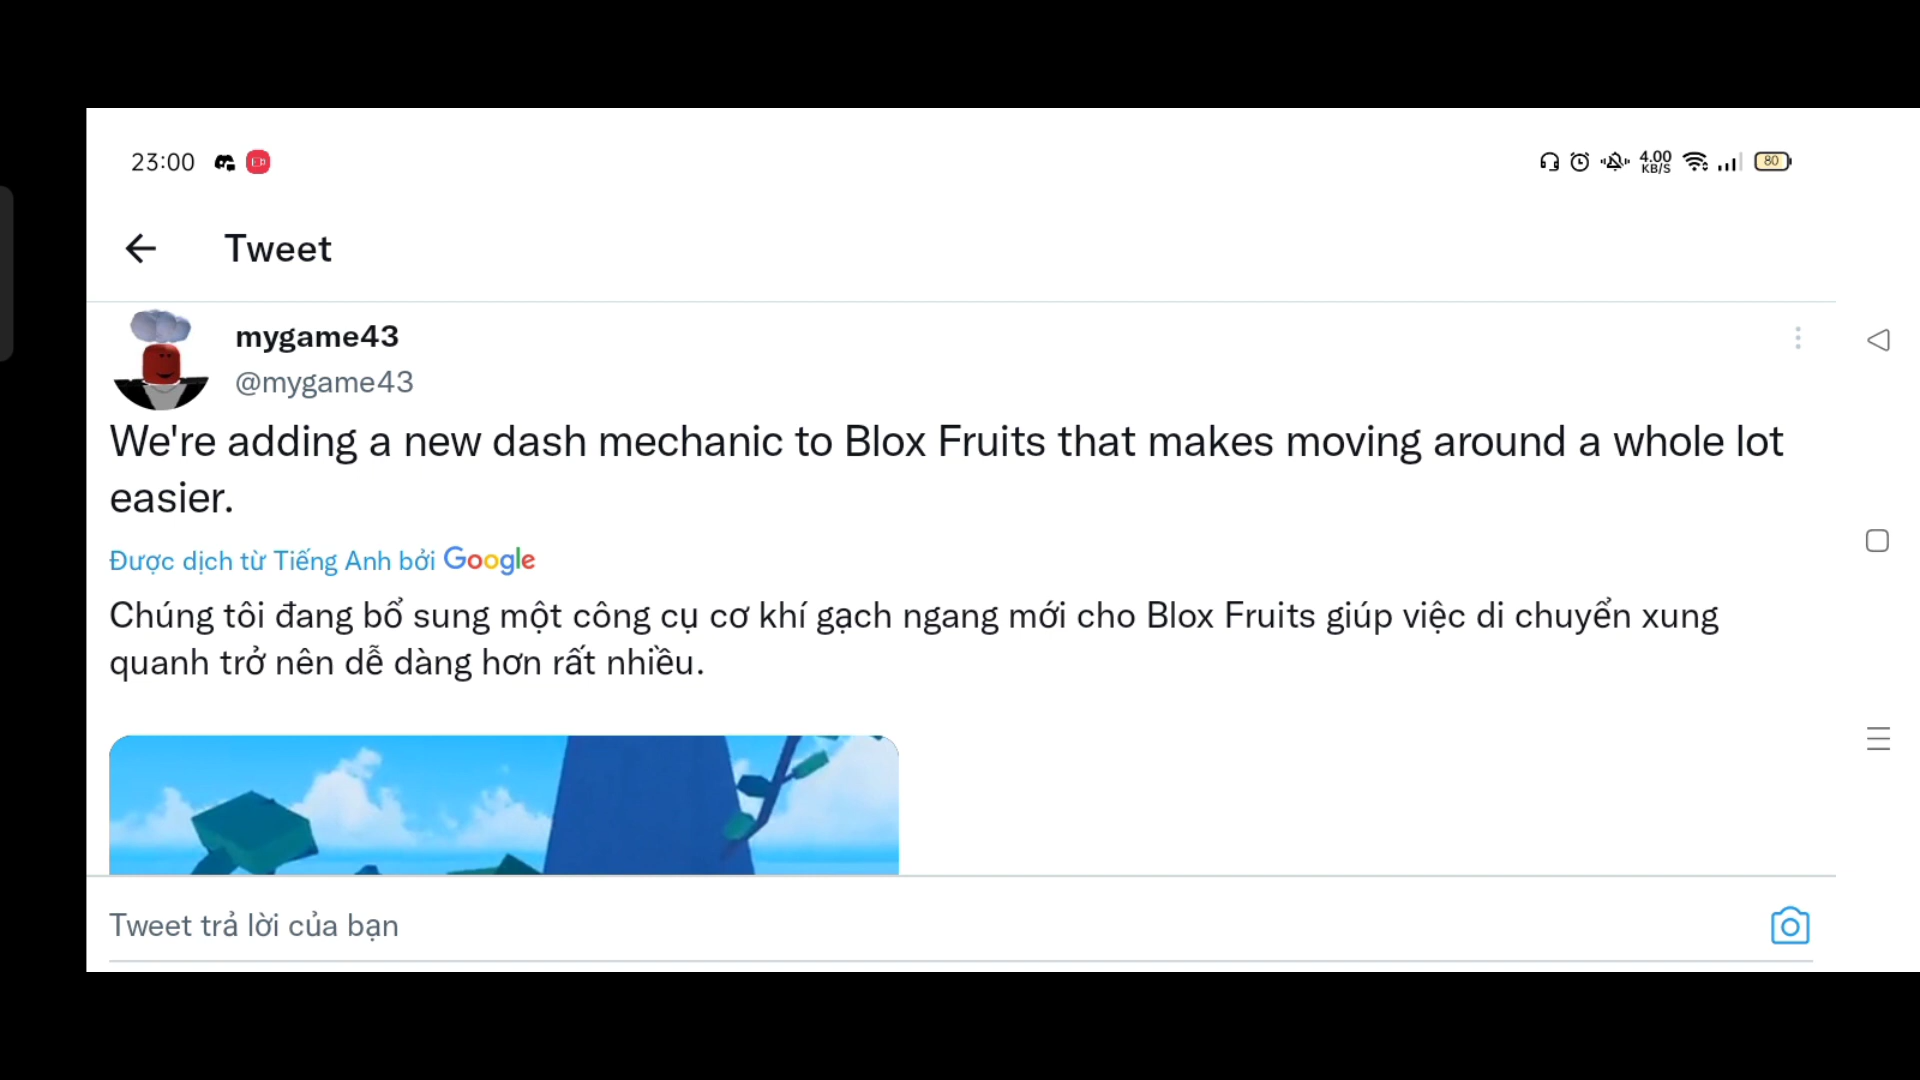 23:00
4.00
KB/S
80
Tweet
mygame43
@mygame43
We're adding a new dash mechanic to Blox Fruits that makes moving around a whole lot
easier.
Được dịch từ Tiếng Anh bởi Google
Chúng tôi đang bổ sung một công cụ cơ khí gạch ngang mới cho Blox Fruits giúp việc di chuyển xung
quanh trở nên dễ dàng hơn rất nhiều.
Tweet trả lời của bạn